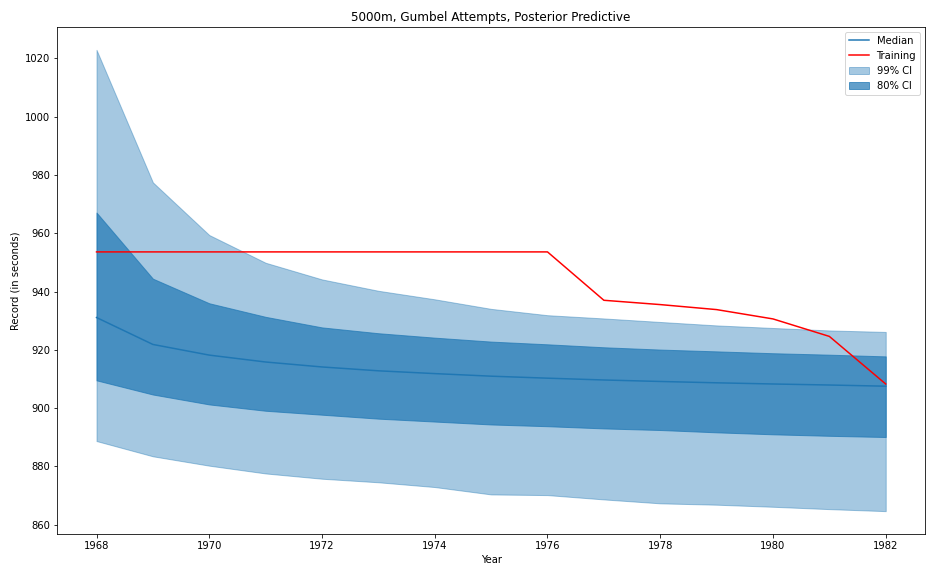 5000m, Gumbel Attempts, Posterior Predictive
Median
Training
99% CI
80% CI
Record (in seconds)
1020
1000
980
960
940
920
900
880
860
1968
1970
1972
1974
1976
1978
1980
1982
Year